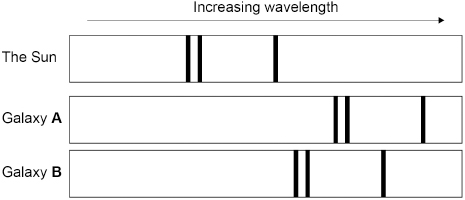 Increasing wavelength
The Sun
Galaxy A
Galaxy B